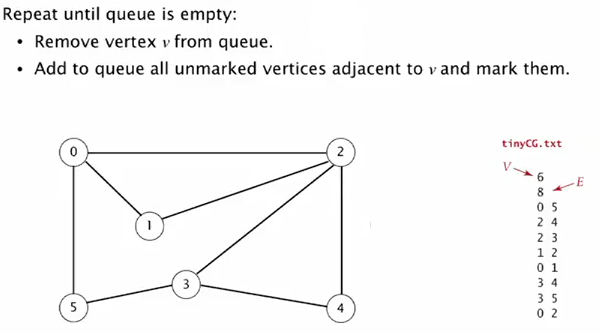 Repeat until queue is empty:
• Remove vertex v from queue.
• Add to queue all unmarked vertices adjacent to v and mark them.
0
2
1
3
5
4
tinyCG.txt
V
6
E
8
0 5
2 4
2 3
1 2
0 1
3 4
3 5
0 2